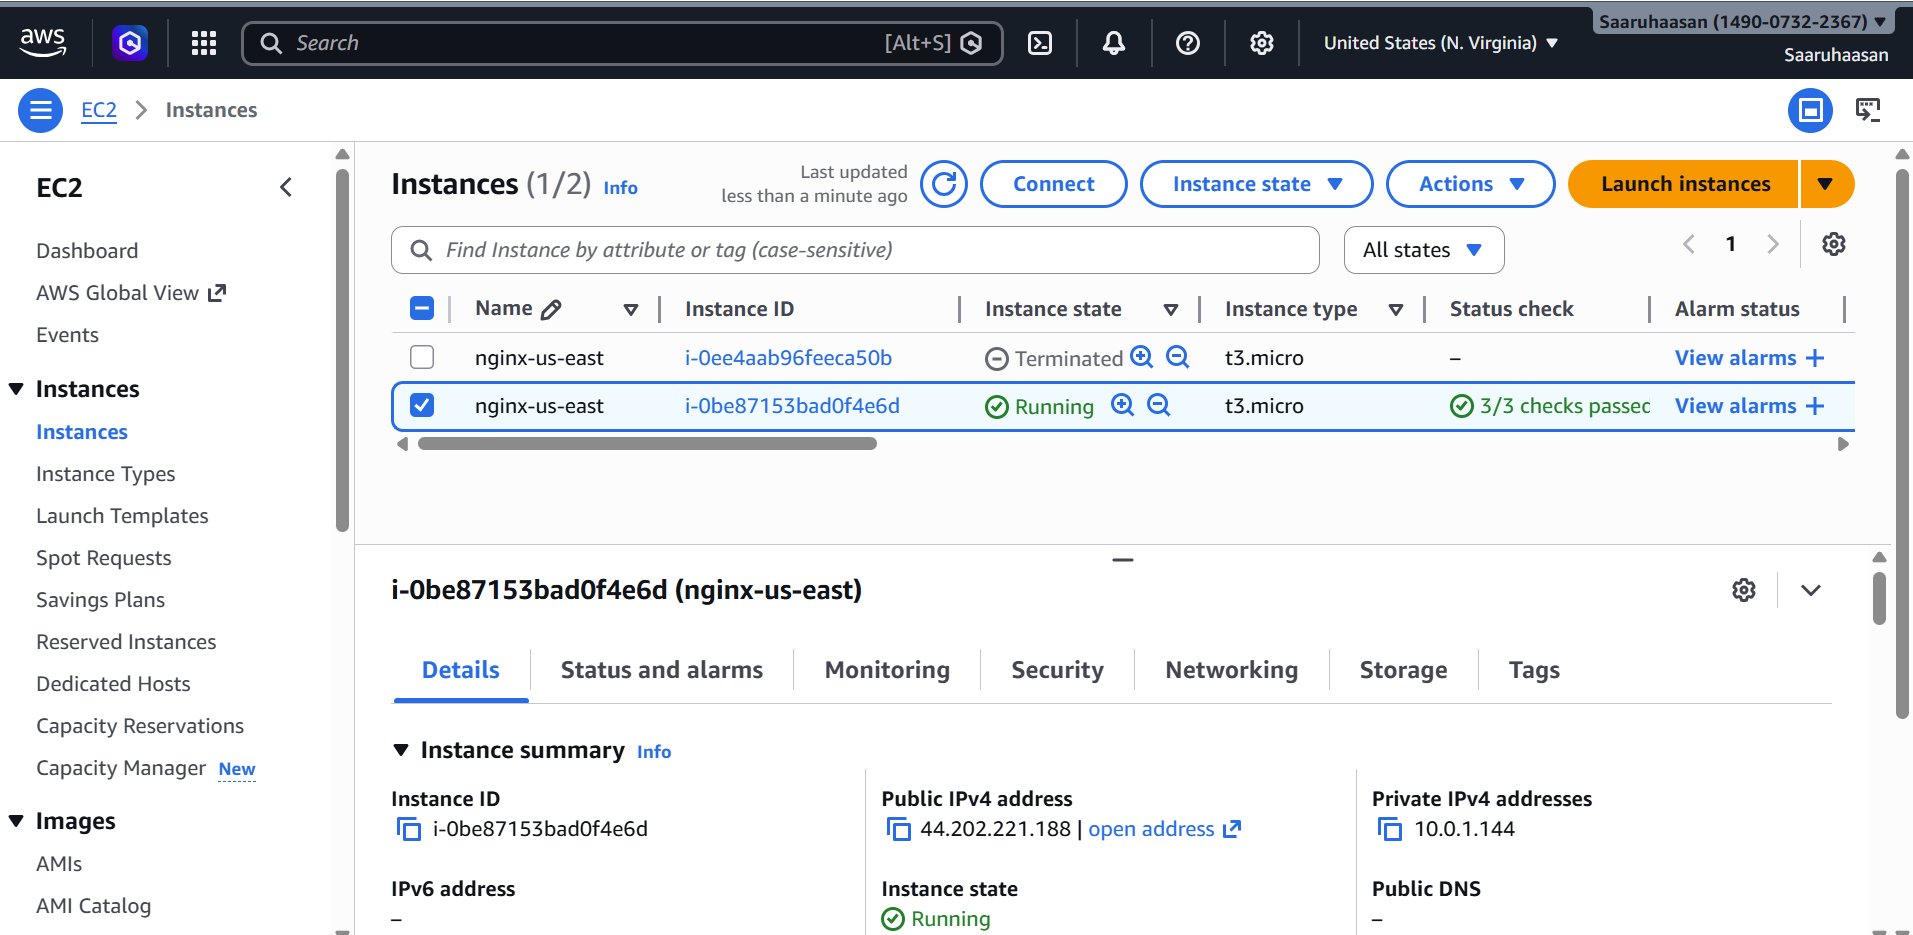 aws
Search [Alt+S]
United States (N. Virginia)
Saaruhaasan (1490-0732-2367)
Saaruhaasan
EC2 Instances
EC2
Dashboard
AWS Global View
Events
Instances
Instances
Instance Types
Launch Templates
Spot Requests
Savings Plans
Reserved Instances
Dedicated Hosts
Capacity Reservations
Capacity Manager New
Images
AMIs
AMI Catalog
Instances (1/2) Info
Last updated
less than a minute ago
Connect
Instance state
Actions
Launch instances
Find Instance by attribute or tag (case-sensitive)
All states
1
Name Instance ID Instance state Instance type Status check Alarm status
nginx-us-east i-0ee4aab96feeca50b Terminated t3.micro – View alarms +
nginx-us-east i-0be87153bad0f4e6d Running t3.micro 3/3 checks passed View alarms +
i-0be87153bad0f4e6d (nginx-us-east)
Details Status and alarms Monitoring Security Networking Storage Tags
Instance summary Info
Instance ID
i-0be87153bad0f4e6d
Public IPv4 address
44.202.221.188 | open address
Private IPv4 addresses
10.0.1.144
IPv6 address
–
Instance state
Running
Public DNS
–